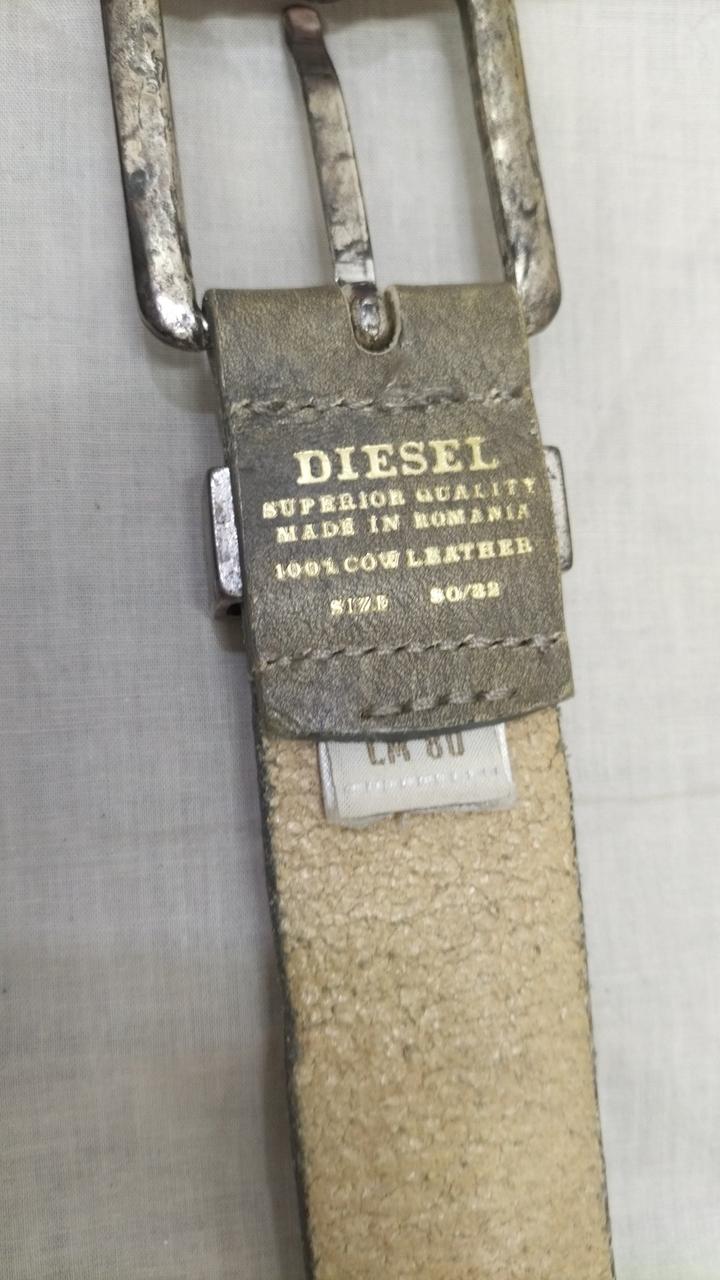 DIESEL
SUPERIOR QUALITY
MADE IN ROMANIA
100% COW LEATHER
SIZE 80/32
CM 80